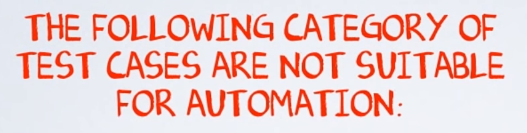 THE FOLLOWING CATEGORY OF
TEST CASES ARE NOT SUITABLE
FOR AUTOMATION: